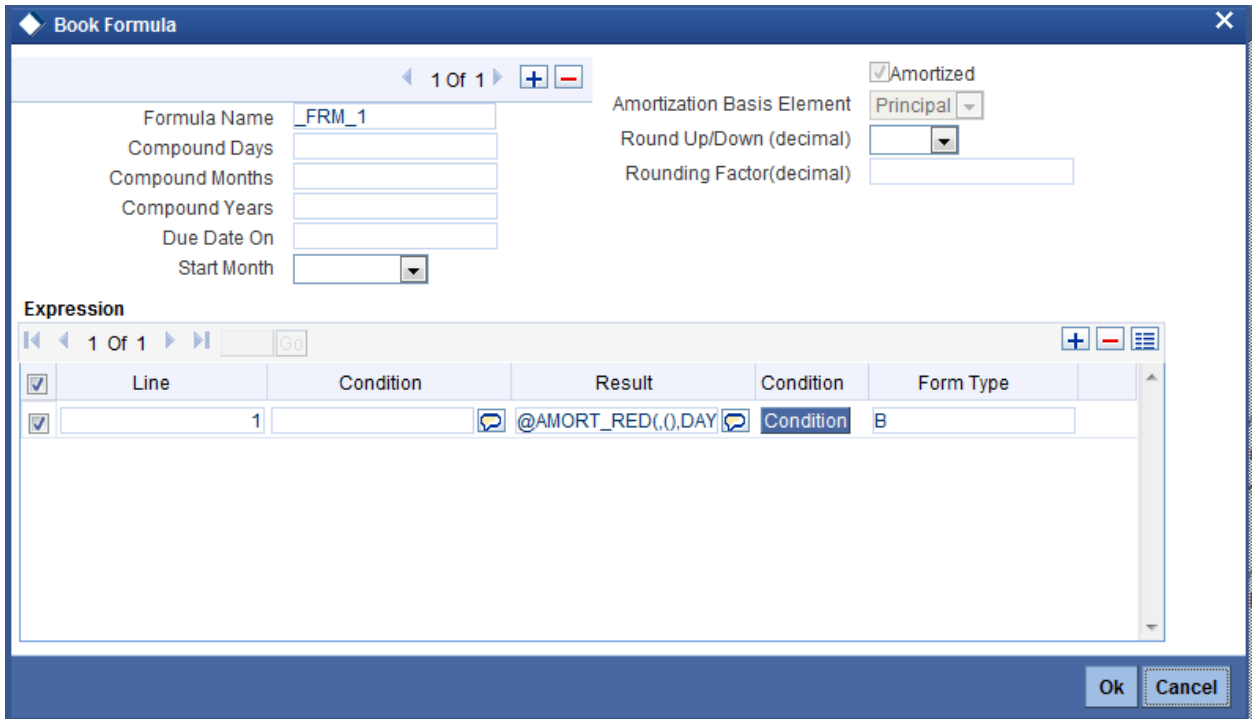 Book Formula
1 Of 1
Formula Name _FRM_1
Compound Days
Compound Months
Compound Years
Due Date On
Start Month
Amortized
Amortization Basis Element Principal
Round Up/Down (decimal)
Rounding Factor(decimal)
Expression
1 Of 1 Go
Line Condition Result Condition Form Type
1 @AMORT_RED(,(),DAY Condition B
Ok Cancel